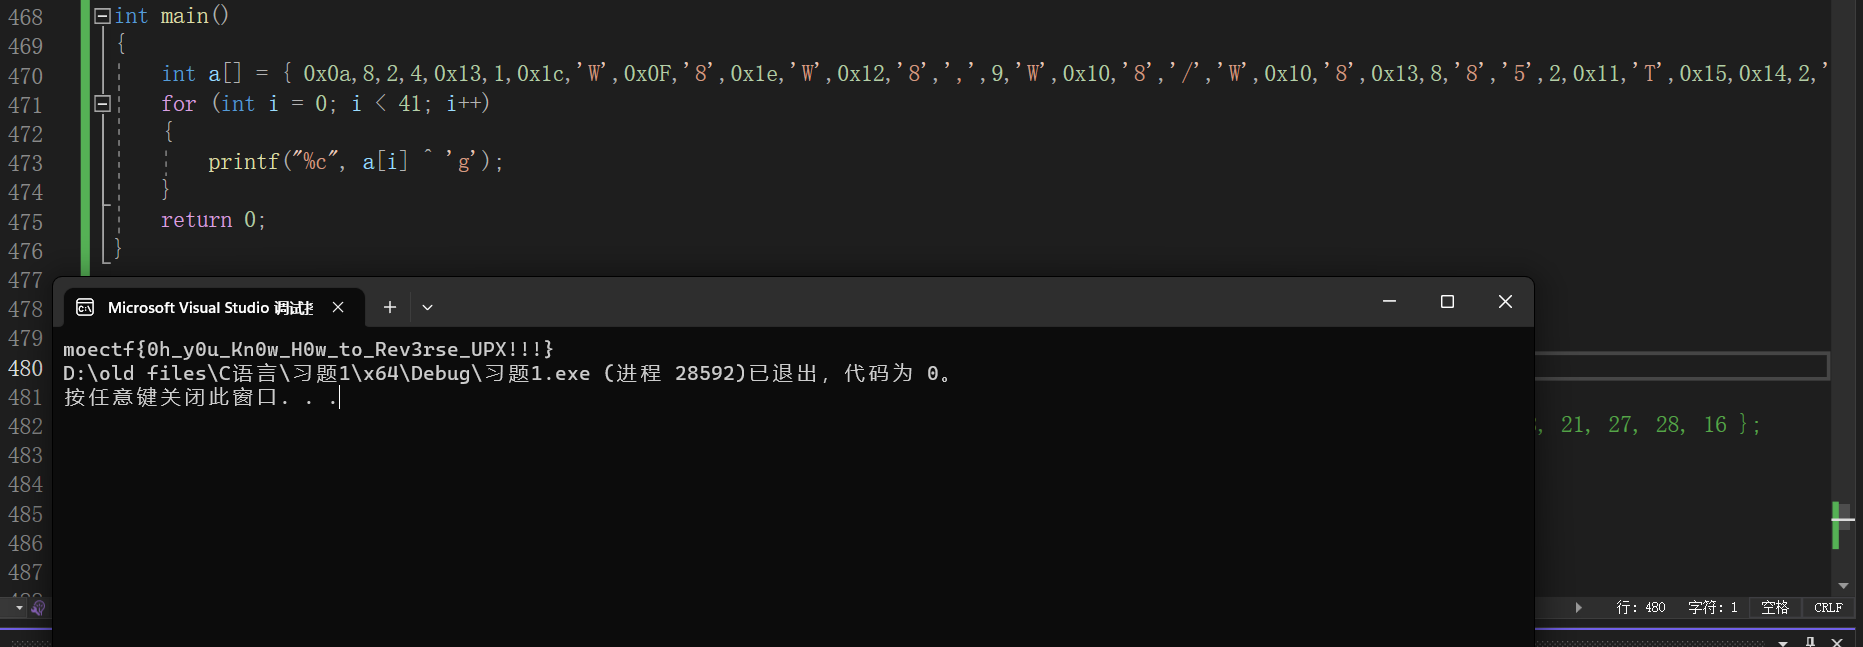 468 int main()
469 {
470 int a[] = { 0x0a,8,2,4,0x13,1,0x1c,'W',0x0F,'8',0x1e,'W',0x12,'8',',',9,'W',0x10,'8','/','W',0x10,'8',0x13,8,'8','5',2,0x11,'T',0x15,0x14,2,'
471 for (int i = 0; i < 41; i++)
472 {
473 printf("%c", a[i] ^ 'g');
474 }
475 return 0;
476 }
477
Microsoft Visual Studio 调试
478
479
moectf{0h_y0u_Kn0w_H0w_to_Rev3rse_UPX!!!}
480
D:\old files\C语言\习题1\x64\Debug\习题1.exe (进程 28592)已退出，代码为 0。
481
按任意键关闭此窗口. . .
482 , 21, 27, 28, 16 };
483
484
485
486
487
行: 480 字符: 1 空格 CRLF